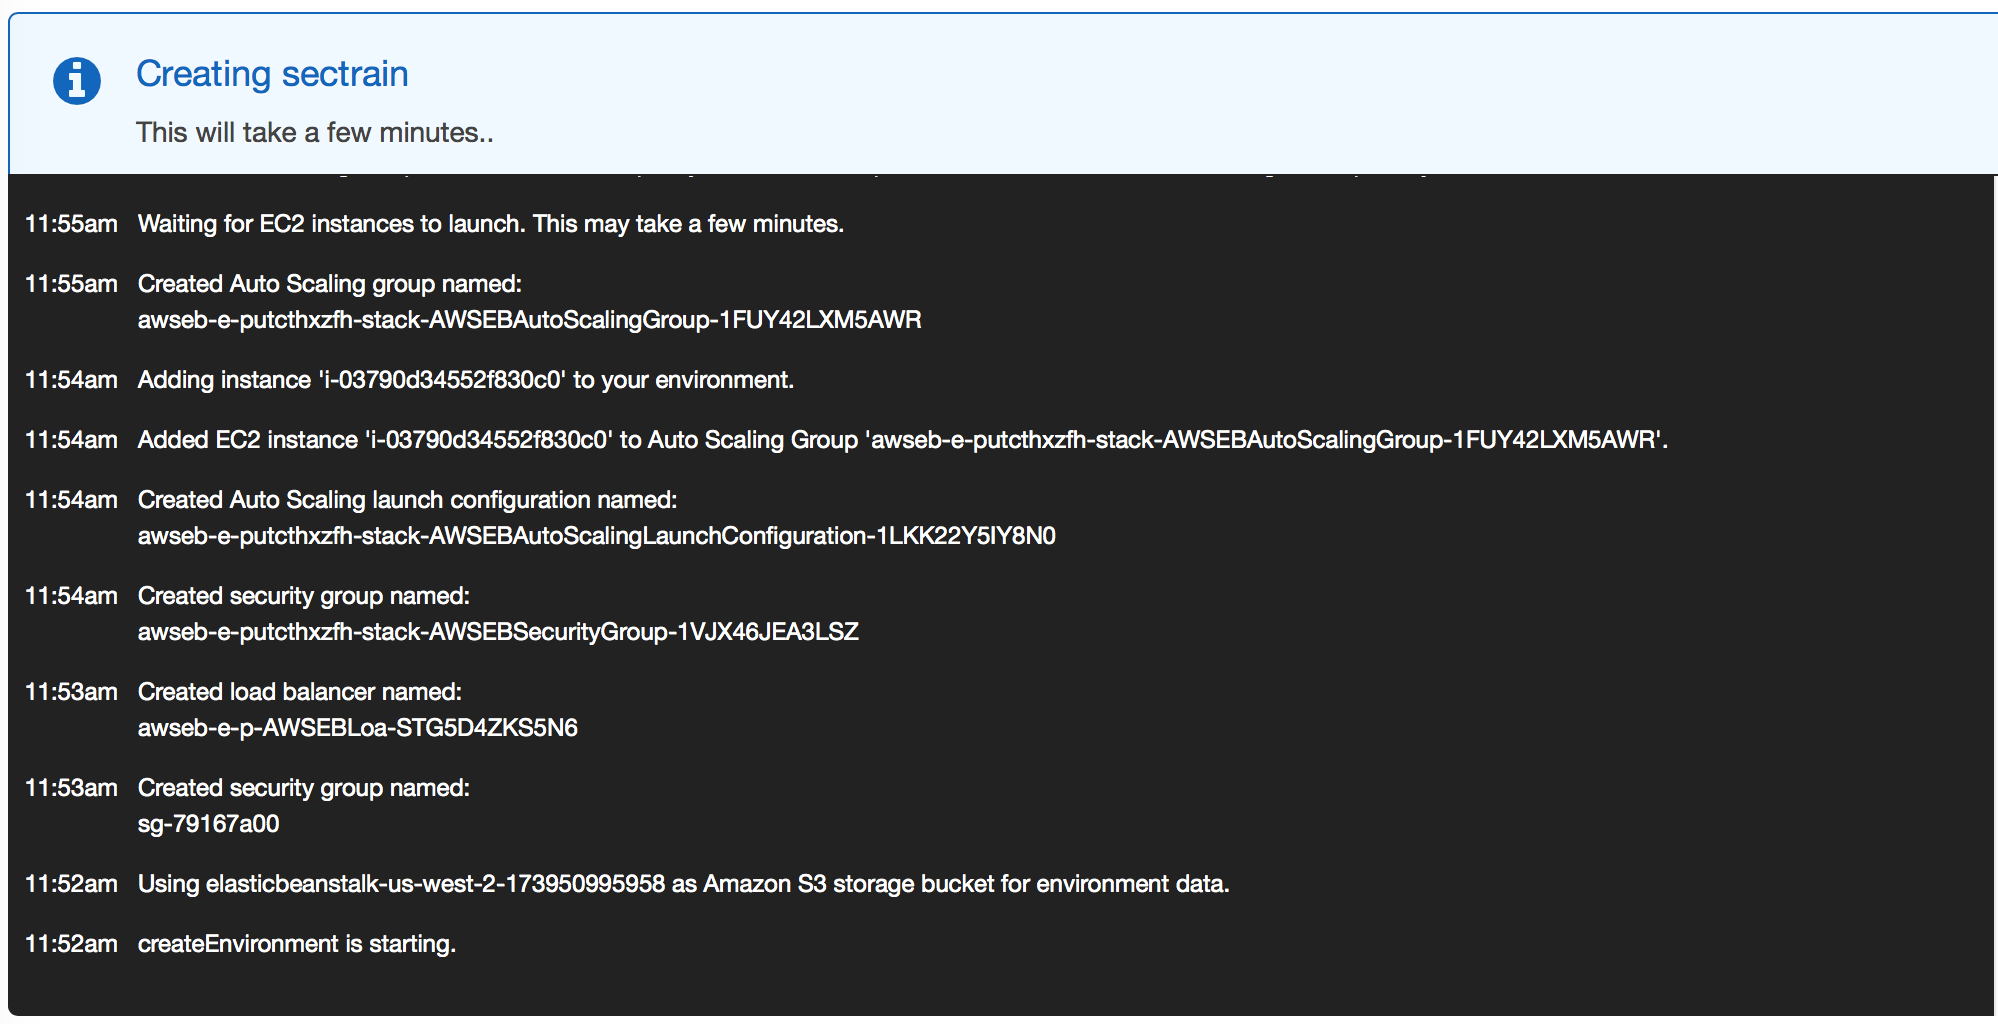 Creating sectrain
This will take a few minutes..
11:55am Waiting for EC2 instances to launch. This may take a few minutes.
11:55am Created Auto Scaling group named:
awseb-e-putcthxzfh-stack-AWSEBAutoScalingGroup-1FUY42LXM5AWR
11:54am Adding instance 'i-03790d34552f830c0' to your environment.
11:54am Added EC2 instance 'i-03790d34552f830c0' to Auto Scaling Group 'awseb-e-putcthxzfh-stack-AWSEBAutoScalingGroup-1FUY42LXM5AWR'.
11:54am Created Auto Scaling launch configuration named:
awseb-e-putcthxzfh-stack-AWSEBAutoScalingLaunchConfiguration-1LKK22Y5IY8N0
11:54am Created security group named:
awseb-e-putcthxzfh-stack-AWSEBSecurityGroup-1VJX46JEA3LSZ
11:53am Created load balancer named:
awseb-e-p-AWSEBLoa-STG5D4ZKS5N6
11:53am Created security group named:
sg-79167a00
11:52am Using elasticbeanstalk-us-west-2-173950995958 as Amazon S3 storage bucket for environment data.
11:52am createEnvironment is starting.